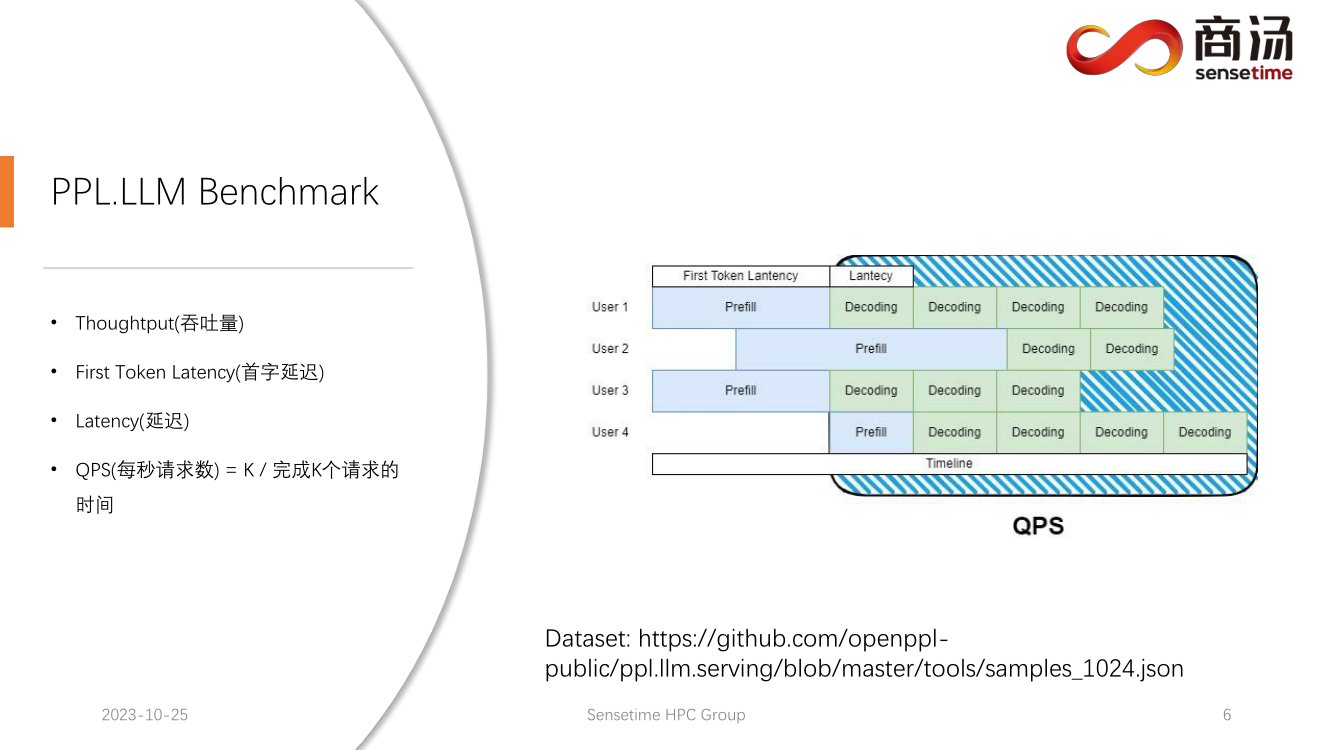 商汤
sensetime
PPL.LLM Benchmark
• Thoughtput(吞吐量)
• First Token Latency(首字延迟)
• Latency(延迟)
• QPS(每秒请求数) = K / 完成K个请求的
时间
First Token Lantency Lantecy
User 1 Prefill Decoding Decoding Decoding Decoding
User 2 Prefill Decoding Decoding
User 3 Prefill Decoding Decoding Decoding
User 4 Prefill Decoding Decoding Decoding Decoding
Timeline
QPS
Dataset: https://github.com/openppl-
public/ppl.llm.serving/blob/master/tools/samples_1024.json
2023-10-25 Sensetime HPC Group 6